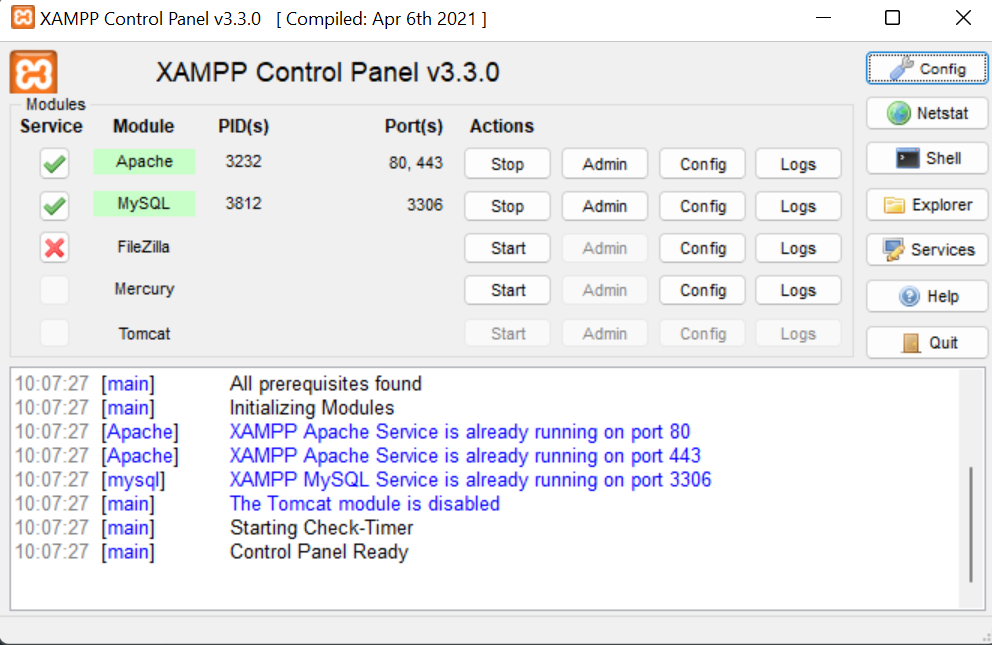 XAMPP Control Panel v3.3.0 [ Compiled: Apr 6th 2021 ]
XAMPP Control Panel v3.3.0
Config
Modules
Service Module PID(s) Port(s) Actions
Netstat
Apache 3232 80, 443 Stop Admin Config Logs
Shell
MySQL 3812 3306 Stop Admin Config Logs
Explorer
FileZilla Start Admin Config Logs
Services
Mercury Start Admin Config Logs
Help
Tomcat Start Admin Config Logs
Quit
10:07:27 [main] All prerequisites found
10:07:27 [main] Initializing Modules
10:07:27 [Apache] XAMPP Apache Service is already running on port 80
10:07:27 [Apache] XAMPP Apache Service is already running on port 443
10:07:27 [mysql] XAMPP MySQL Service is already running on port 3306
10:07:27 [main] The Tomcat module is disabled
10:07:27 [main] Starting Check-Timer
10:07:27 [main] Control Panel Ready